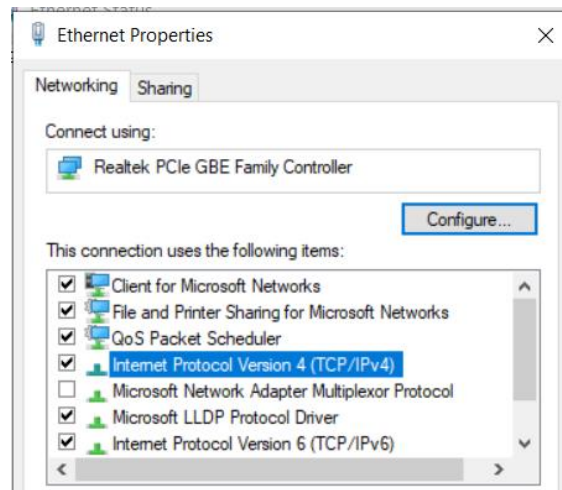 Ethernet Status
Ethernet Properties
Networking Sharing
Connect using:
Realtek PCIe GBE Family Controller
Configure...
This connection uses the following items:
Client for Microsoft Networks
File and Printer Sharing for Microsoft Networks
QoS Packet Scheduler
Internet Protocol Version 4 (TCP/IPv4)
Microsoft Network Adapter Multiplexor Protocol
Microsoft LLDP Protocol Driver
Internet Protocol Version 6 (TCP/IPv6)